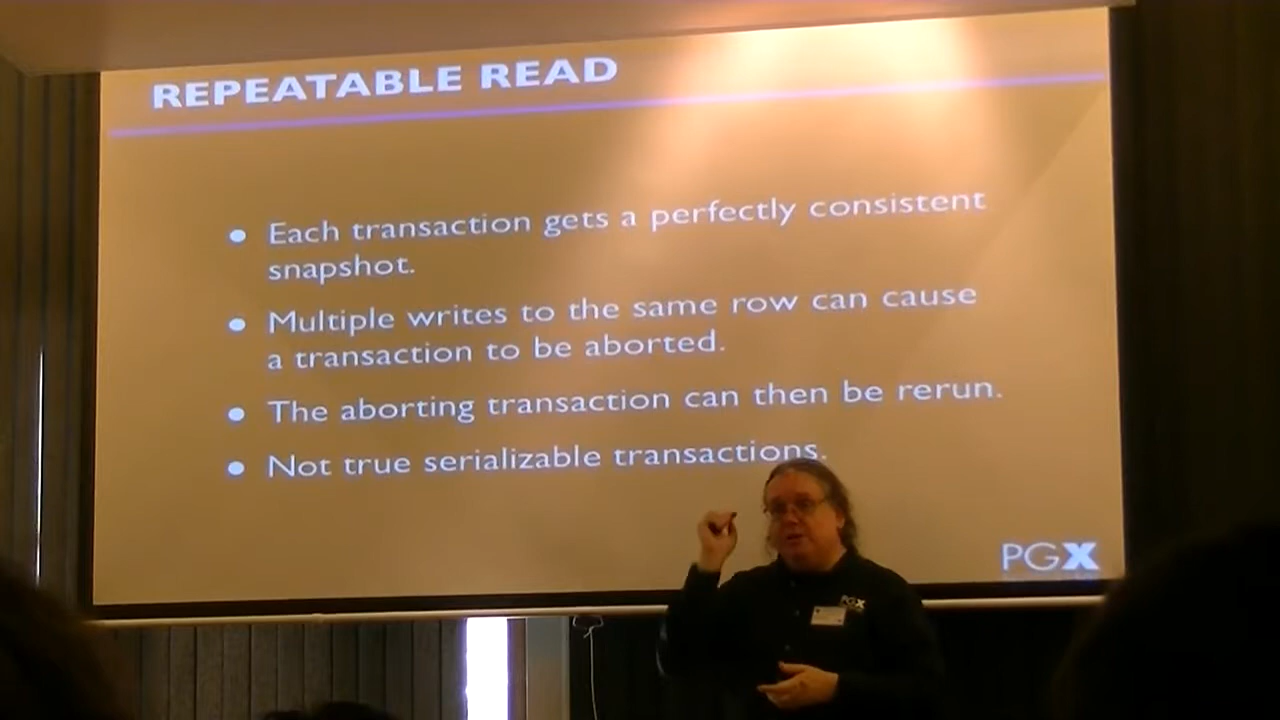 REPEATABLE READ
• Each transaction gets a perfectly consistent
snapshot.
• Multiple writes to the same row can cause
a transaction to be aborted.
• The aborting transaction can then be rerun.
• Not true serializable transactions.
PGX
PGX